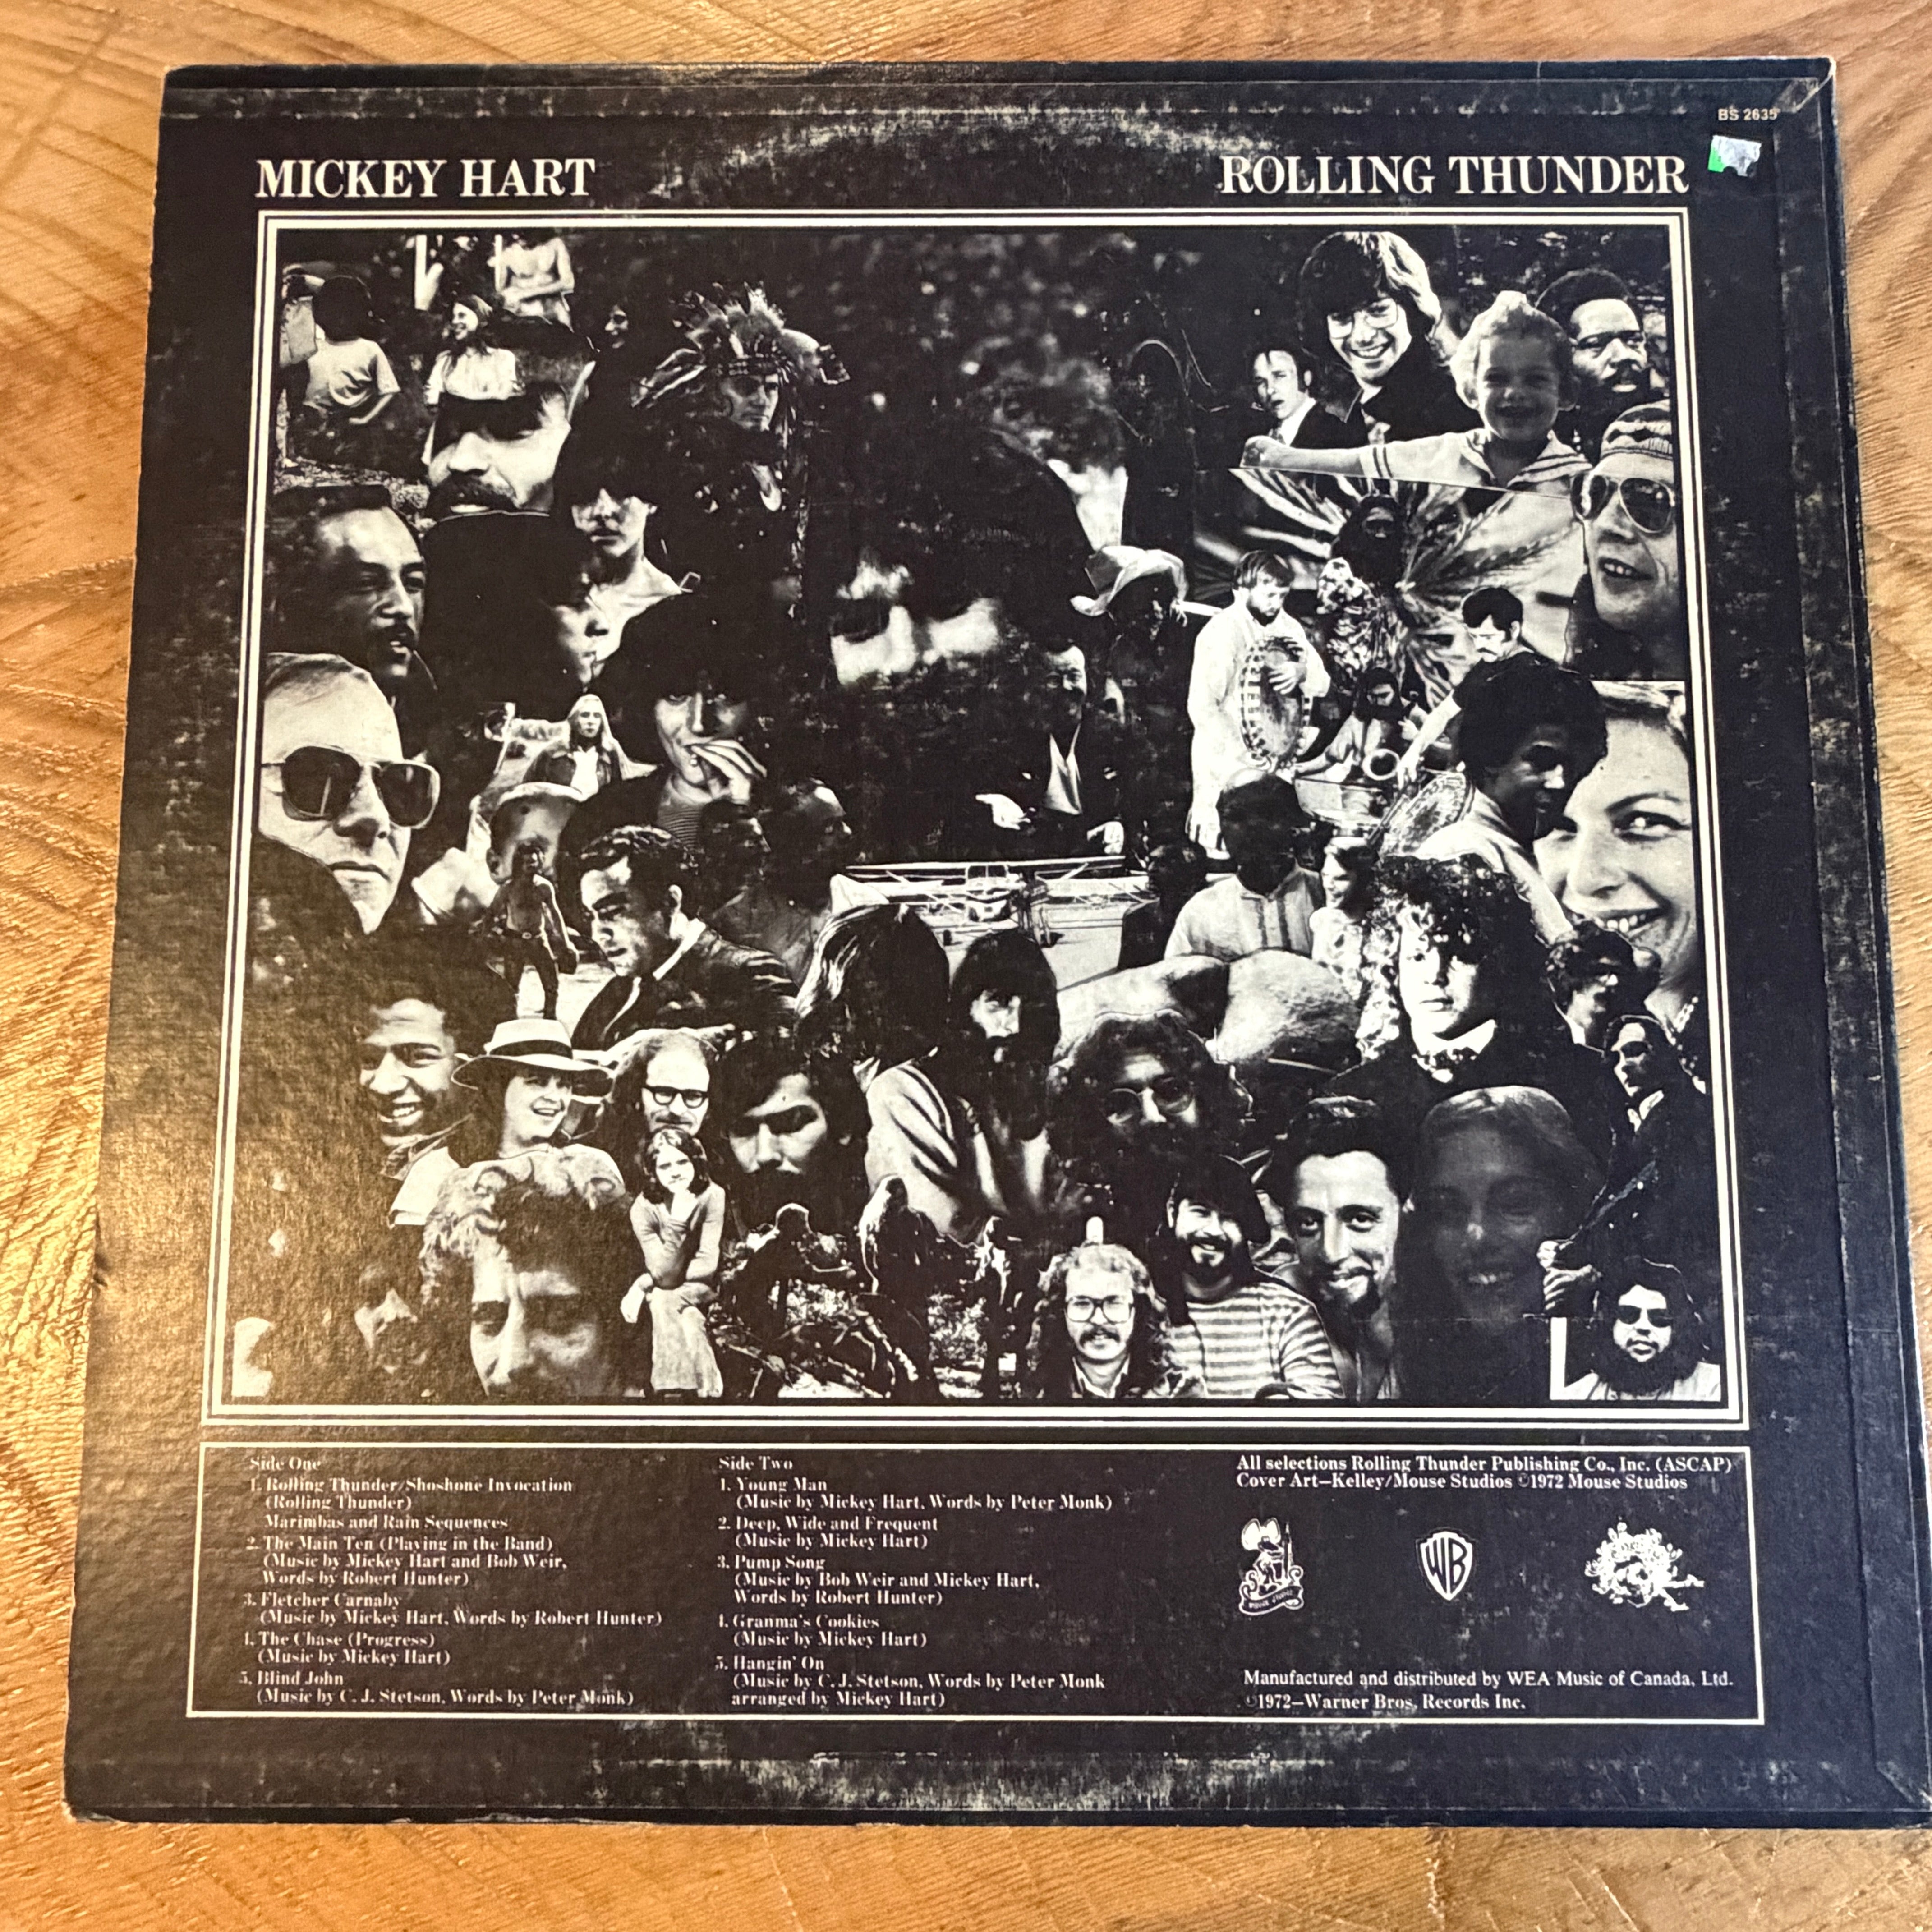 BS 2635
MICKEY HART
ROLLING THUNDER
Side One
1. Rolling Thunder/Shoshone Invocation
(Rolling Thunder)
Marimbas and Rain Sequences
2. The Main Ten (Playing in the Band)
(Music by Mickey Hart and Bob Weir,
Words by Robert Hunter)
3. Fletcher Carnaby
(Music by Mickey Hart, Words by Robert Hunter)
4. The Chase (Progress)
(Music by Mickey Hart)
5. Blind John
(Music by C. J. Stetson, Words by Peter Monk)
Side Two
1. Young Man
(Music by Mickey Hart, Words by Peter Monk)
2. Deep, Wide and Frequent
(Music by Mickey Hart)
3. Pump Song
(Music by Bob Weir and Mickey Hart,
Words by Robert Hunter)
4. Granma's Cookies
(Music by Mickey Hart)
5. Hangin' On
(Music by C. J. Stetson, Words by Peter Monk
arranged by Mickey Hart)
All selections Rolling Thunder Publishing Co., Inc. (ASCAP)
Cover Art—Kelley/Mouse Studios ©1972 Mouse Studios
WB
Manufactured and distributed by WEA Music of Canada, Ltd.
©1972—Warner Bros. Records Inc.